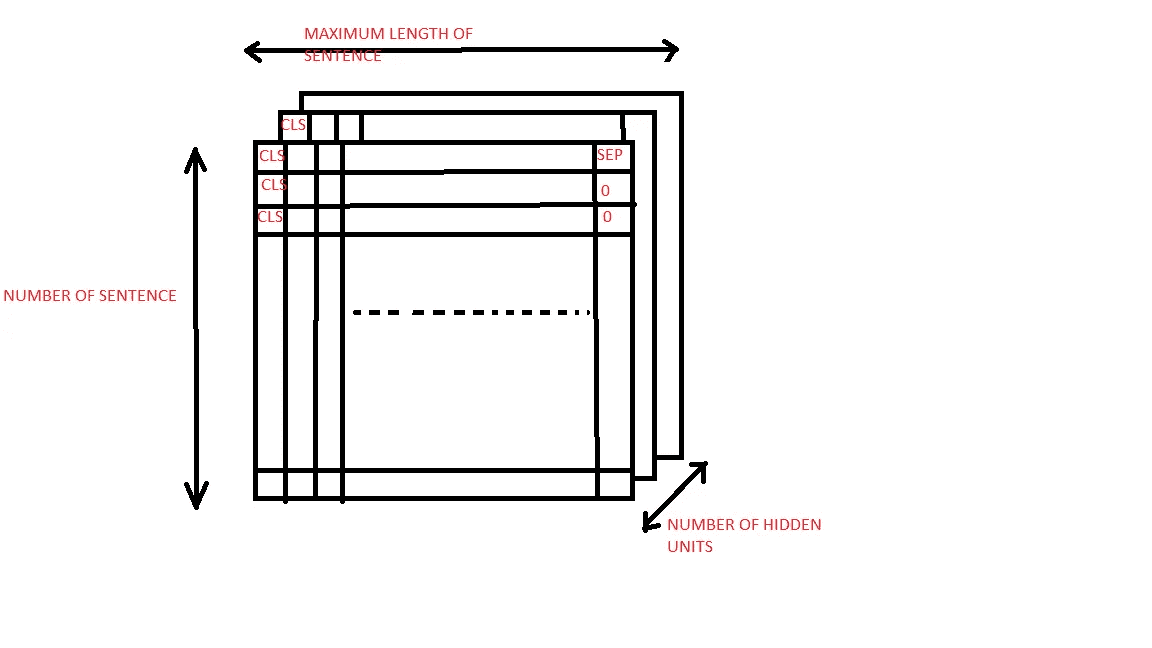 MAXIMUM LENGTH OF
SENTENCE
CLS
CLS
SEP
CLS
0
CLS
0
NUMBER OF SENTENCE
NUMBER OF HIDDEN
UNITS